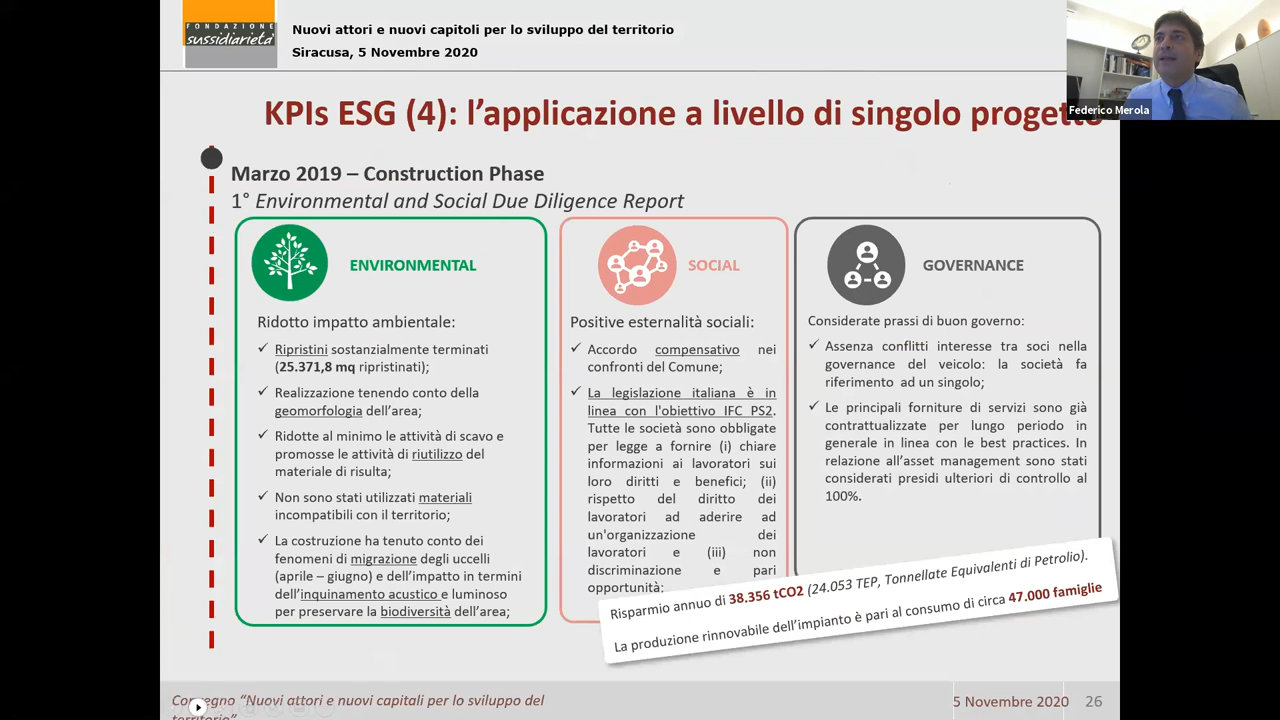 FONDAZIONE
sussidiarietà
Nuovi attori e nuovi capitoli per lo sviluppo del territorio
Siracusa, 5 Novembre 2020
Federico Merola
KPIs ESG (4): l’applicazione a livello di singolo progetto
Marzo 2019 – Construction Phase
1° Environmental and Social Due Diligence Report
ENVIRONMENTAL
Ridotto impatto ambientale:
✓ Ripristini sostanzialmente terminati
(25.371,8 mq ripristinati);
✓ Realizzazione tenendo conto della
geomorfologia dell’area;
✓ Ridotte al minimo le attività di scavo e
promosse le attività di riutilizzo del
materiale di risulta;
✓ Non sono stati utilizzati materiali
incompatibili con il territorio;
✓ La costruzione ha tenuto conto dei
fenomeni di migrazione degli uccelli
(aprile – giugno) e dell’impatto in termini
dell’inquinamento acustico e luminoso
per preservare la biodiversità dell’area;
SOCIAL
Positive esternalità sociali:
✓ Accordo compensativo nei
confronti del Comune;
✓ La legislazione italiana è in
linea con l'obiettivo IFC PS2.
Tutte le società sono obbligate
per legge a fornire (i) chiare
informazioni ai lavoratori sui
loro diritti e benefici; (ii)
rispetto del diritto dei
lavoratori ad aderire ad
un'organizzazione dei
lavoratori e (iii) non
discriminazione e pari
opportunità;
GOVERNANCE
Considerate prassi di buon governo:
✓ Assenza conflitti interesse tra soci nella
governance del veicolo: la società fa
riferimento ad un singolo;
✓ Le principali forniture di servizi sono già
contrattualizzate per lungo periodo in
generale in linea con le best practices. In
relazione all’asset management sono stati
considerati presidi ulteriori di controllo al
100%.
Risparmio annuo di 38.356 tCO2 (24.053 TEP, Tonnellate Equivalenti di Petrolio).
La produzione rinnovabile dell’impianto è pari al consumo di circa 47.000 famiglie
Convegno “Nuovi attori e nuovi capitali per lo sviluppo del
territorio”
5 Novembre 2020
26